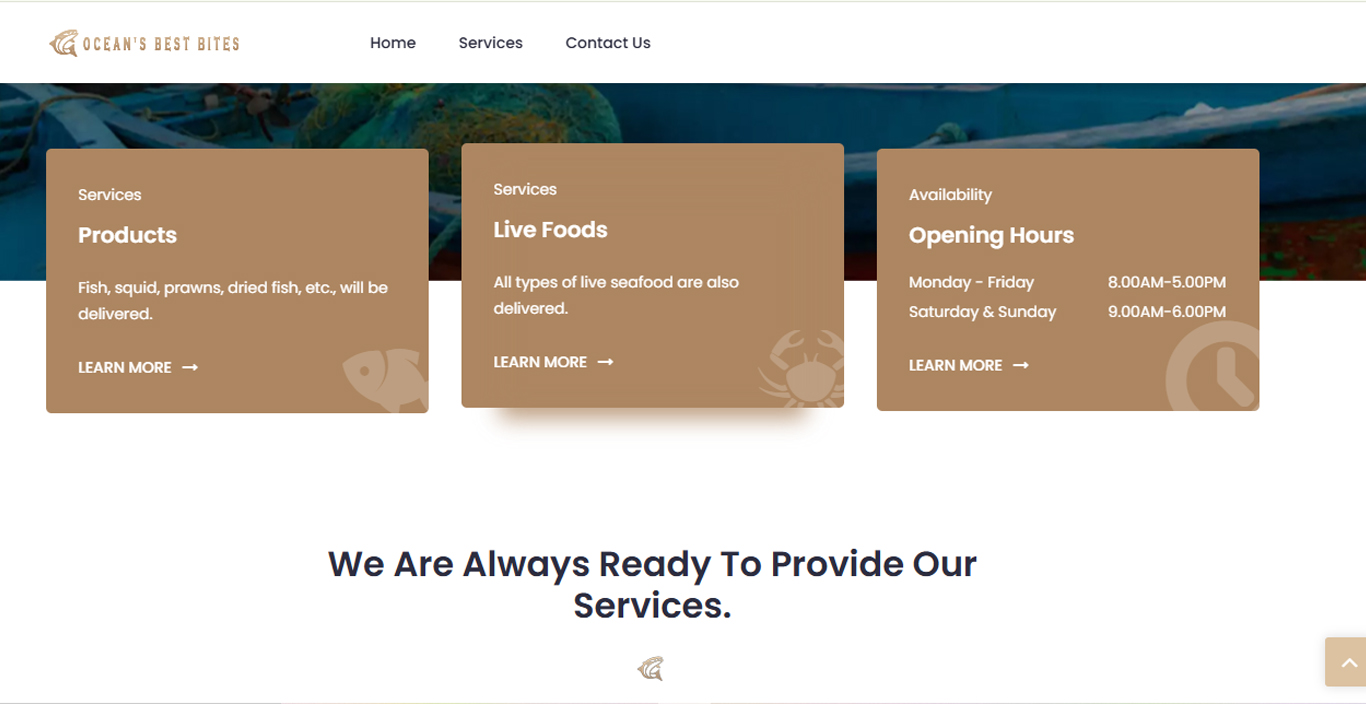 OCEAN'S BEST BITES
Home
Services
Contact Us
Services
Products
Fish, squid, prawns, dried fish, etc., will be
delivered.
LEARN MORE
Services
Live Foods
All types of live seafood are also
delivered.
LEARN MORE
Availability
Opening Hours
Monday - Friday 8.00AM-5.00PM
Saturday & Sunday 9.00AM-6.00PM
LEARN MORE
We Are Always Ready To Provide Our
Services.